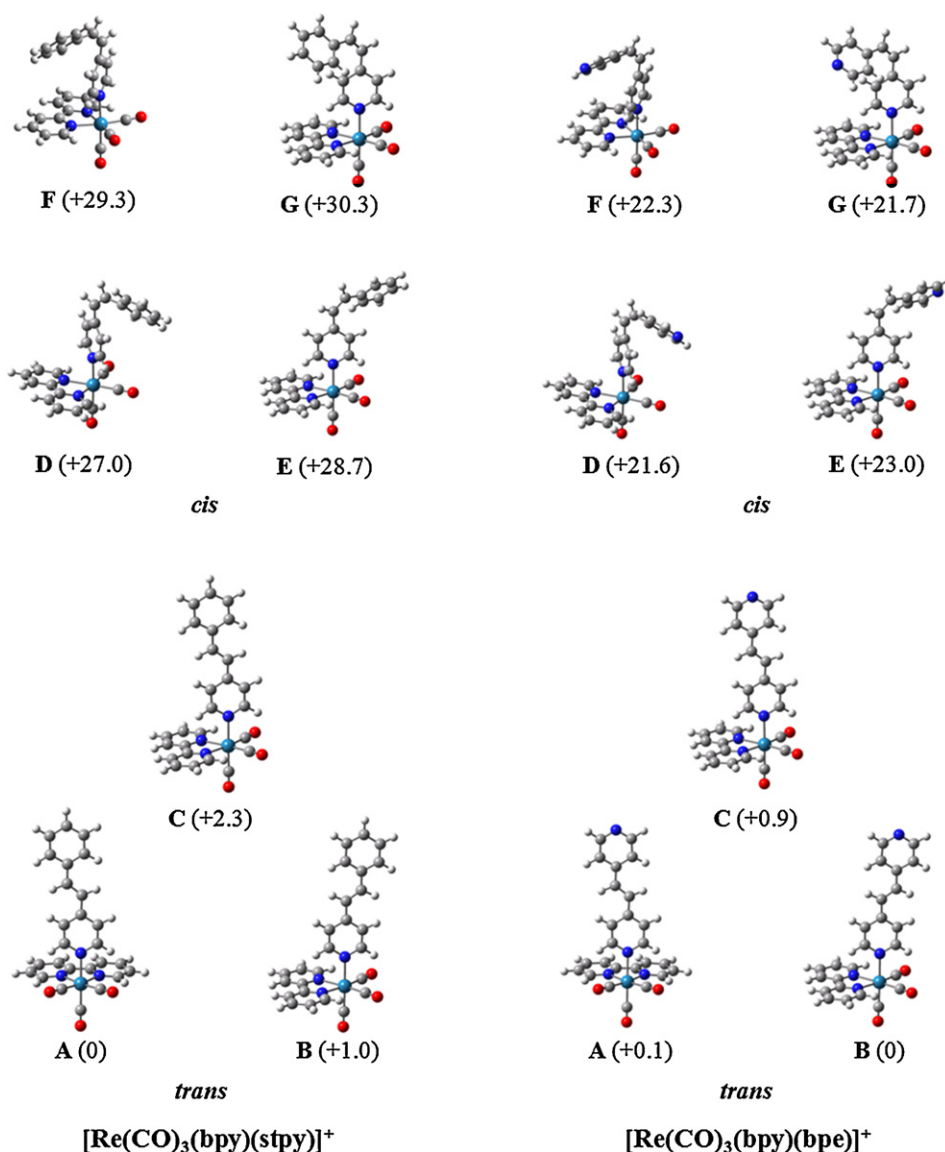 F (+29.3) G (+30.3) F (+22.3) G (+21.7)
D (+27.0) E (+28.7) D (+21.6) E (+23.0)
cis cis
C (+2.3) C (+0.9)
A (0) B (+1.0) A (+0.1) B (0)
trans trans
[Re(CO)₃(bpy)(stpy)]⁺ [Re(CO)₃(bpy)(bpe)]⁺